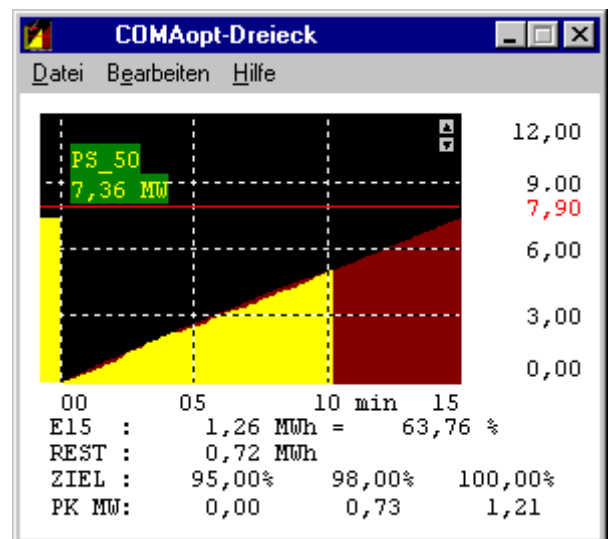 COMAopt-Dreieck
Datei Bearbeiten Hilfe
PS_50
7,36 MW
12,00
9.00
7,90
6,00
3,00
0,00
00 05 10 min 15
E15 : 1,26 MWh = 63,76 %
REST : 0,72 MWh
ZIEL : 95,00% 98,00% 100,00%
PK MW: 0,00 0,73 1,21